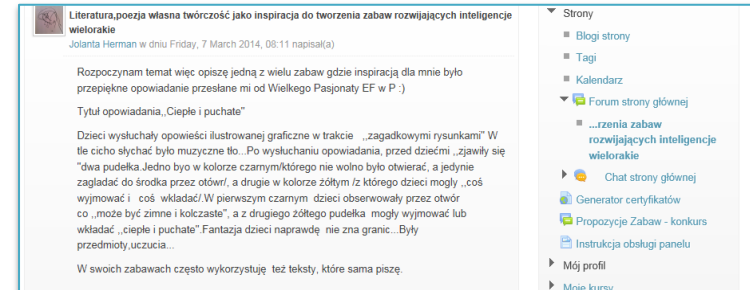 Literatura,poezja własna twórczość jako inspiracja do tworzenia zabaw rozwijających inteligencje
wielorakie
Jolanta Herman w dniu Friday, 7 March 2014, 08:11 napisał(a)
Rozpoczynam temat więc opiszę jedną z wielu zabaw gdzie inspiracją dla mnie było
przepiękne opowiadanie przesłane mi od Wielkego Pasjonaty EF w P :)
Tytuł opowiadania,,Ciepłe i puchate"
Dzieci wysłuchały opowieści ilustrowanej graficzne w trakcie ,,zagadkowymi rysunkami" W
tle cicho słychać było muzyczne tło...Po wysłuchaniu opowiadania, przed dziećmi ,,zjawiły się
"dwa pudełka.Jedno byo w kolorze czarnym/którego nie wolno było otwierać, a jedynie
zaglądać do środka przez otówr/, a drugie w kolorze żółtym /z którego dzieci mogly ,,coś
wyjmować i coś wkladać/.W pierwszym czarnym dzieci obserwowały przez otwór
co ,,może być zimne i kolczaste", a z drugiego żółtego pudełka mogły wyjmować lub
wkładać ,,ciepłe i puchate".Fantazja dzieci naprawdę nie zna granic...Były
przedmioty,uczucia...
W swoich zabawach często wykorzystuję też teksty, które sama piszę.
Strony
Blogi strony
Tagi
Kalendarz
Forum strony głównej
...rzenia zabaw
rozwijających inteligencje
wielorakie
Chat strony głównej
Generator certyfikatów
Propozycje Zabaw - konkurs
Instrukcja obsługi panelu
Mój profil
Moje kursy